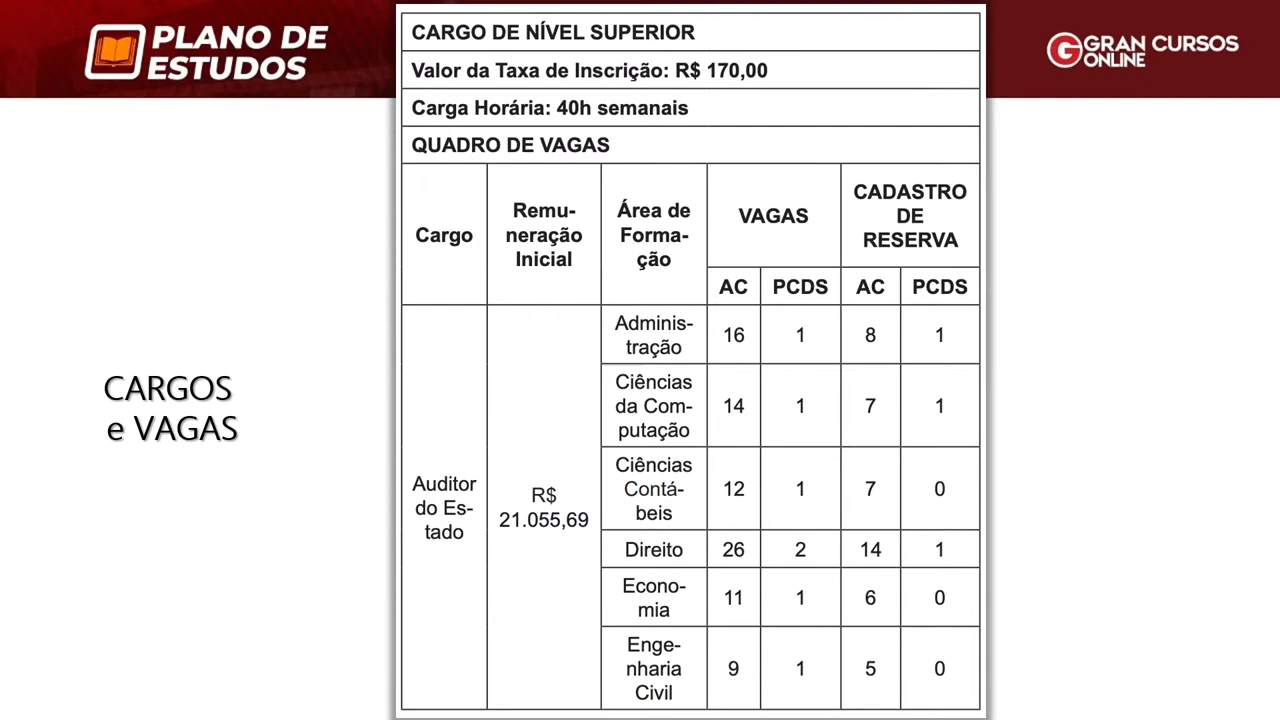 PLANO DE
ESTUDOS
GRAN CURSOS
ONLINE
CARGO DE NÍVEL SUPERIOR
Valor da Taxa de Inscrição: R$ 170,00
Carga Horária: 40h semanais
QUADRO DE VAGAS
Cargo
Remu-
neração
Inicial
Área de
Forma-
ção
VAGAS
CADASTRO
DE
RESERVA
AC PCDS AC PCDS
CARGOS
e VAGAS
Auditor
do Es-
tado
R$
21.055,69
Adminis-
tração
16 1 8 1
Ciências
da Com-
putação
14 1 7 1
Ciências
Contá-
beis
12 1 7 0
Direito 26 2 14 1
Econo-
mia
11 1 6 0
Enge-
nharia
Civil
9 1 5 0